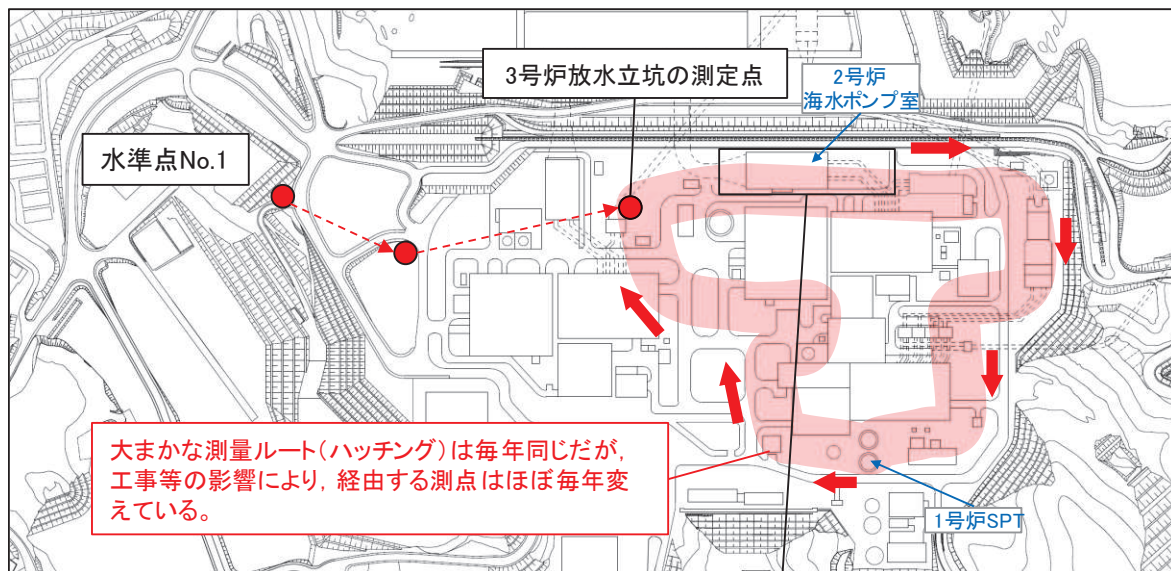 3号炉放水立坑の測定点
2号炉
海水ポンプ室
水準点No.1
大まかな測量ルート(ハッチング)は毎年同じだが,
工事等の影響により, 経由する測点はほぼ毎年変
えている。
1号炉SPT